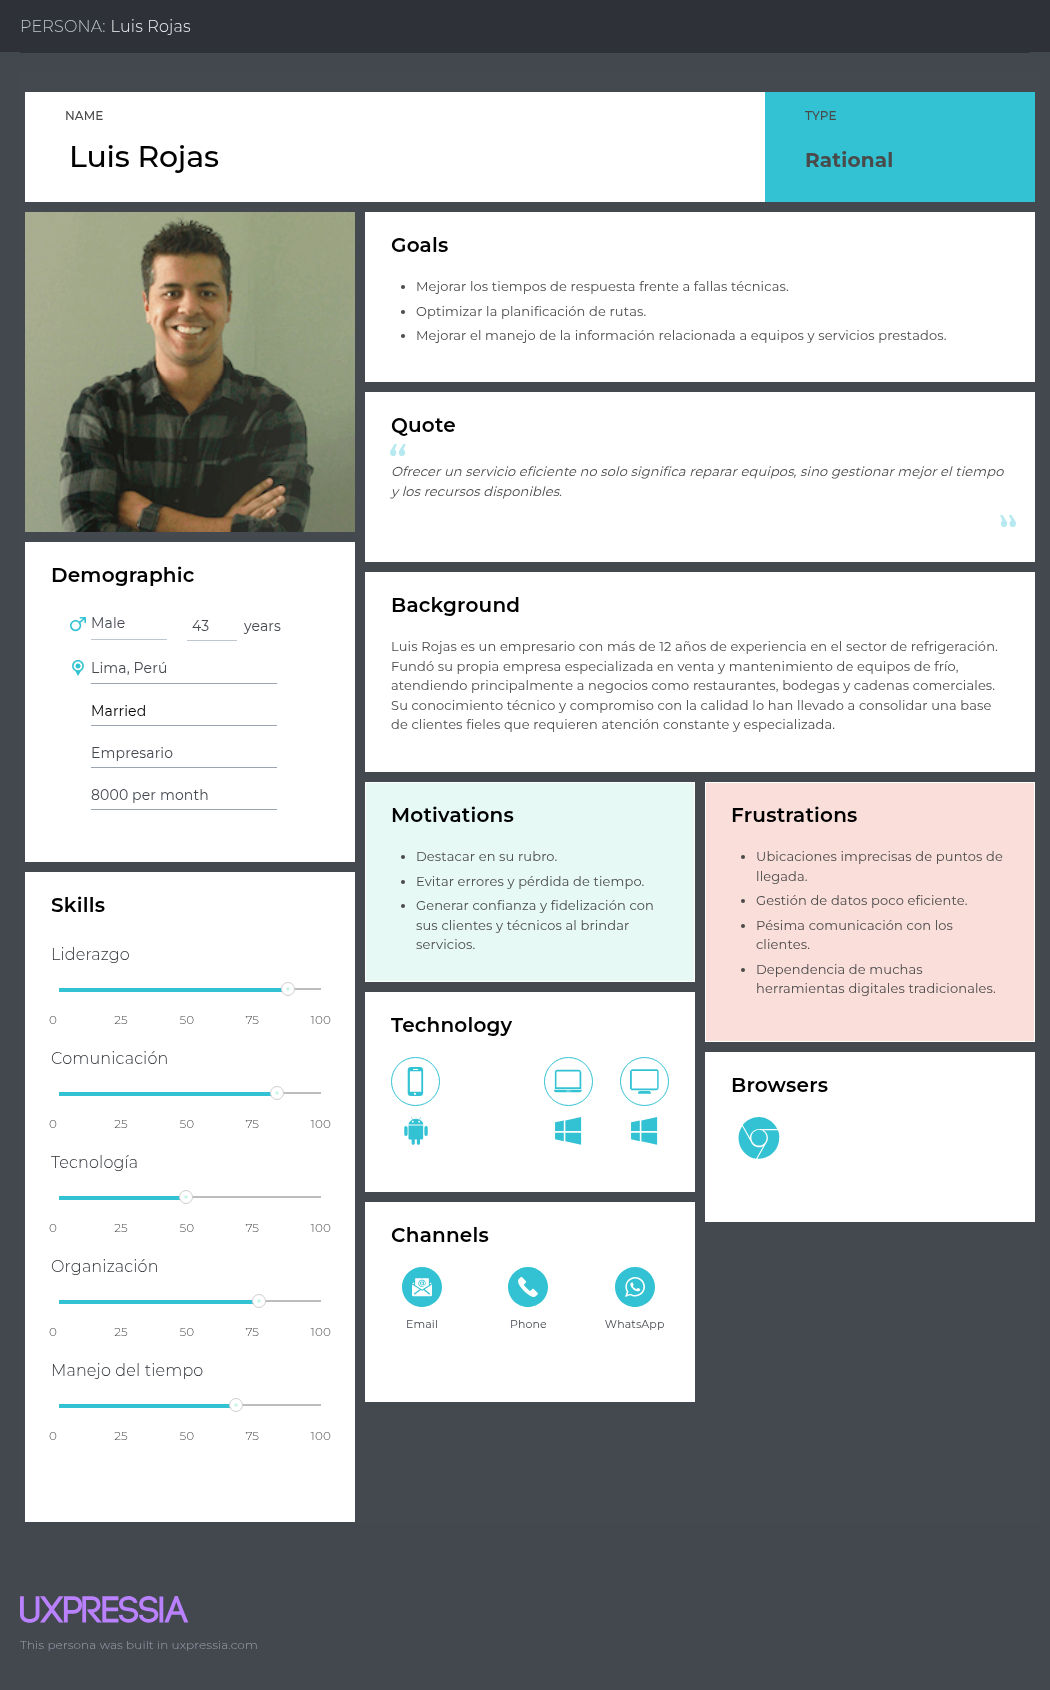 PERSONA: Luis Rojas
NAME
Luis Rojas
TYPE
Rational
Goals
Mejorar los tiempos de respuesta frente a fallas técnicas.
Optimizar la planificación de rutas.
Mejorar el manejo de la información relacionada a equipos y servicios prestados.
Quote
“
Ofrecer un servicio eficiente no solo significa reparar equipos, sino gestionar mejor el tiempo
y los recursos disponibles.
”
Demographic
Male
43 years
Lima, Perú
Married
Empresario
8000 per month
Background
Luis Rojas es un empresario con más de 12 años de experiencia en el sector de refrigeración.
Fundó su propia empresa especializada en venta y mantenimiento de equipos de frío,
atendiendo principalmente a negocios como restaurantes, bodegas y cadenas comerciales.
Su conocimiento técnico y compromiso con la calidad lo han llevado a consolidar una base
de clientes fieles que requieren atención constante y especializada.
Skills
Liderazgo
0 25 50 75 100
Comunicación
0 25 50 75 100
Tecnología
0 25 50 75 100
Organización
0 25 50 75 100
Manejo del tiempo
0 25 50 75 100
Motivations
Destacar en su rubro.
Evitar errores y pérdida de tiempo.
Generar confianza y fidelización con
sus clientes y técnicos al brindar
servicios.
Frustrations
Ubicaciones imprecisas de puntos de
llegada.
Gestión de datos poco eficiente.
Pésima comunicación con los
clientes.
Dependencia de muchas
herramientas digitales tradicionales.
Technology
Browsers
Channels
Email
Phone
WhatsApp
UXPRESSIA
This persona was built in uxpressia.com